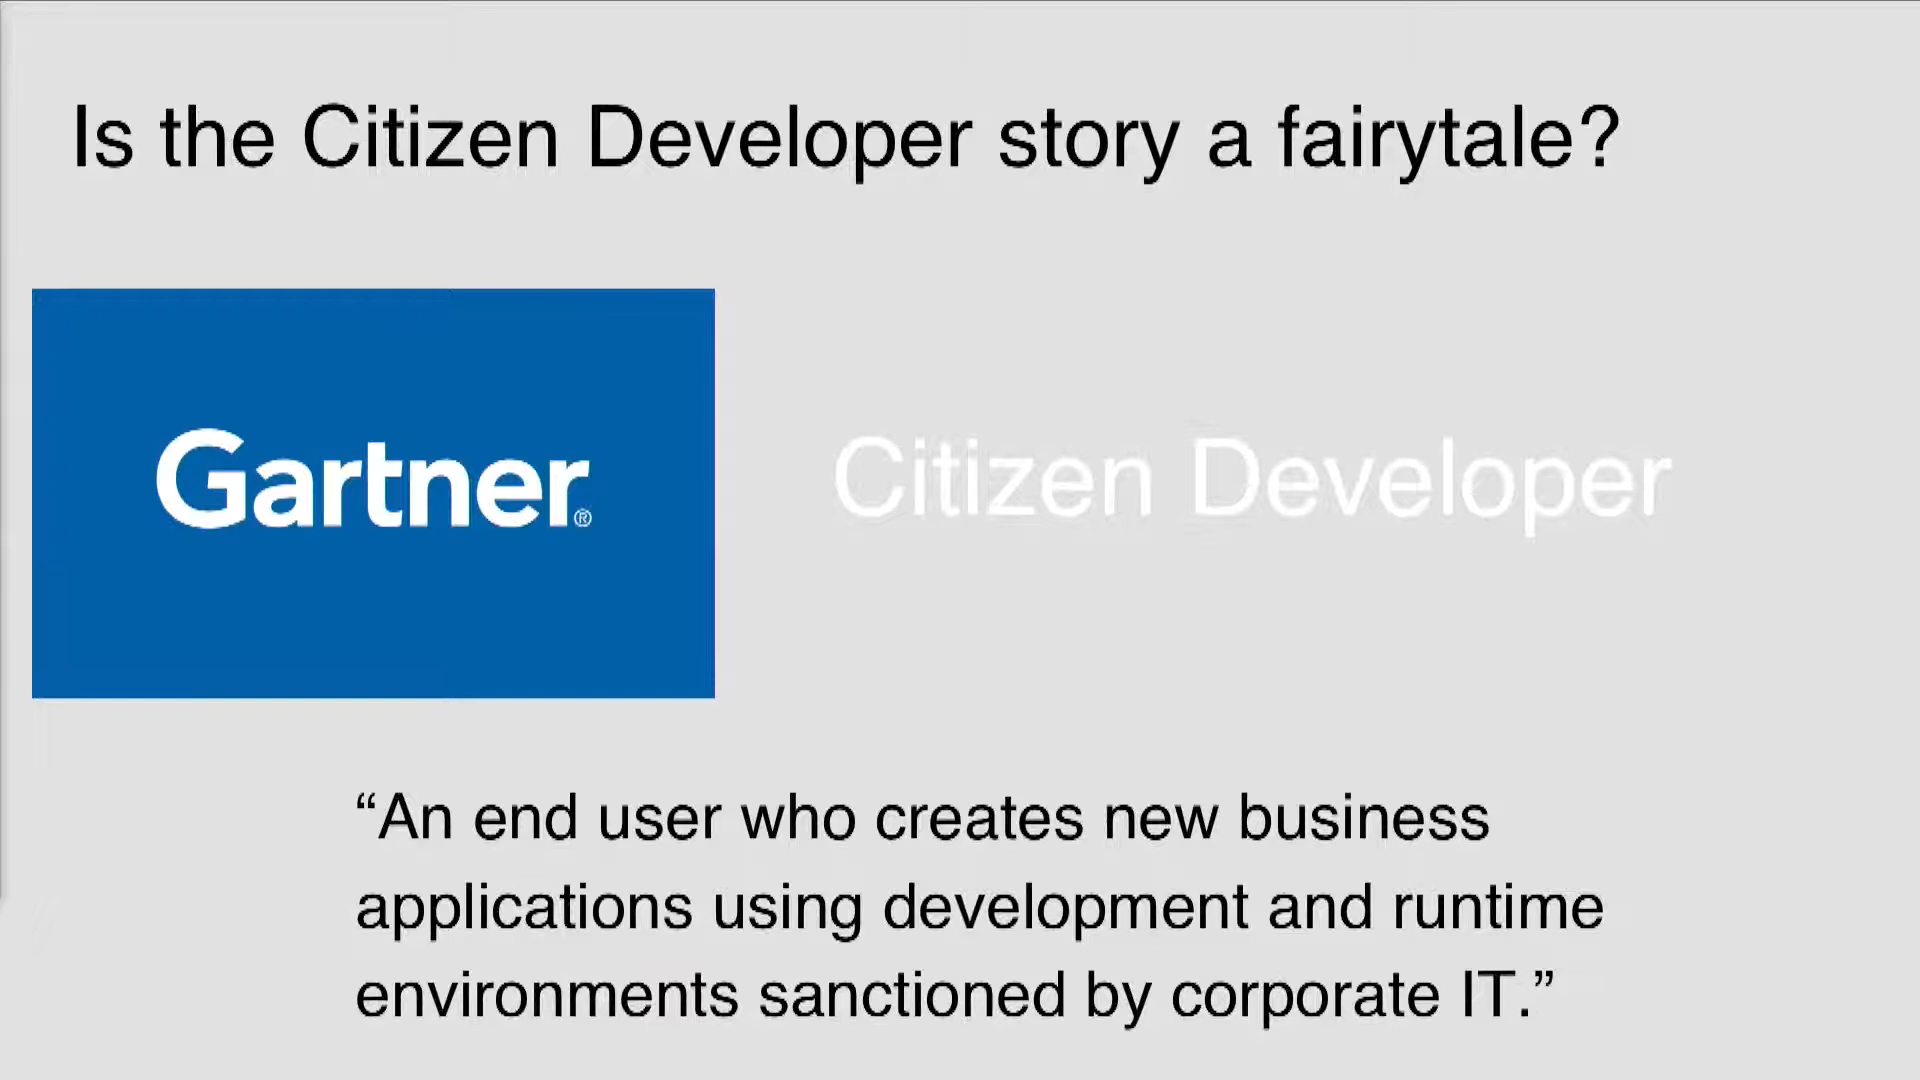 Is the Citizen Developer story a fairytale?
Gartner®
Citizen Developer
“An end user who creates new business
applications using development and runtime
environments sanctioned by corporate IT.”